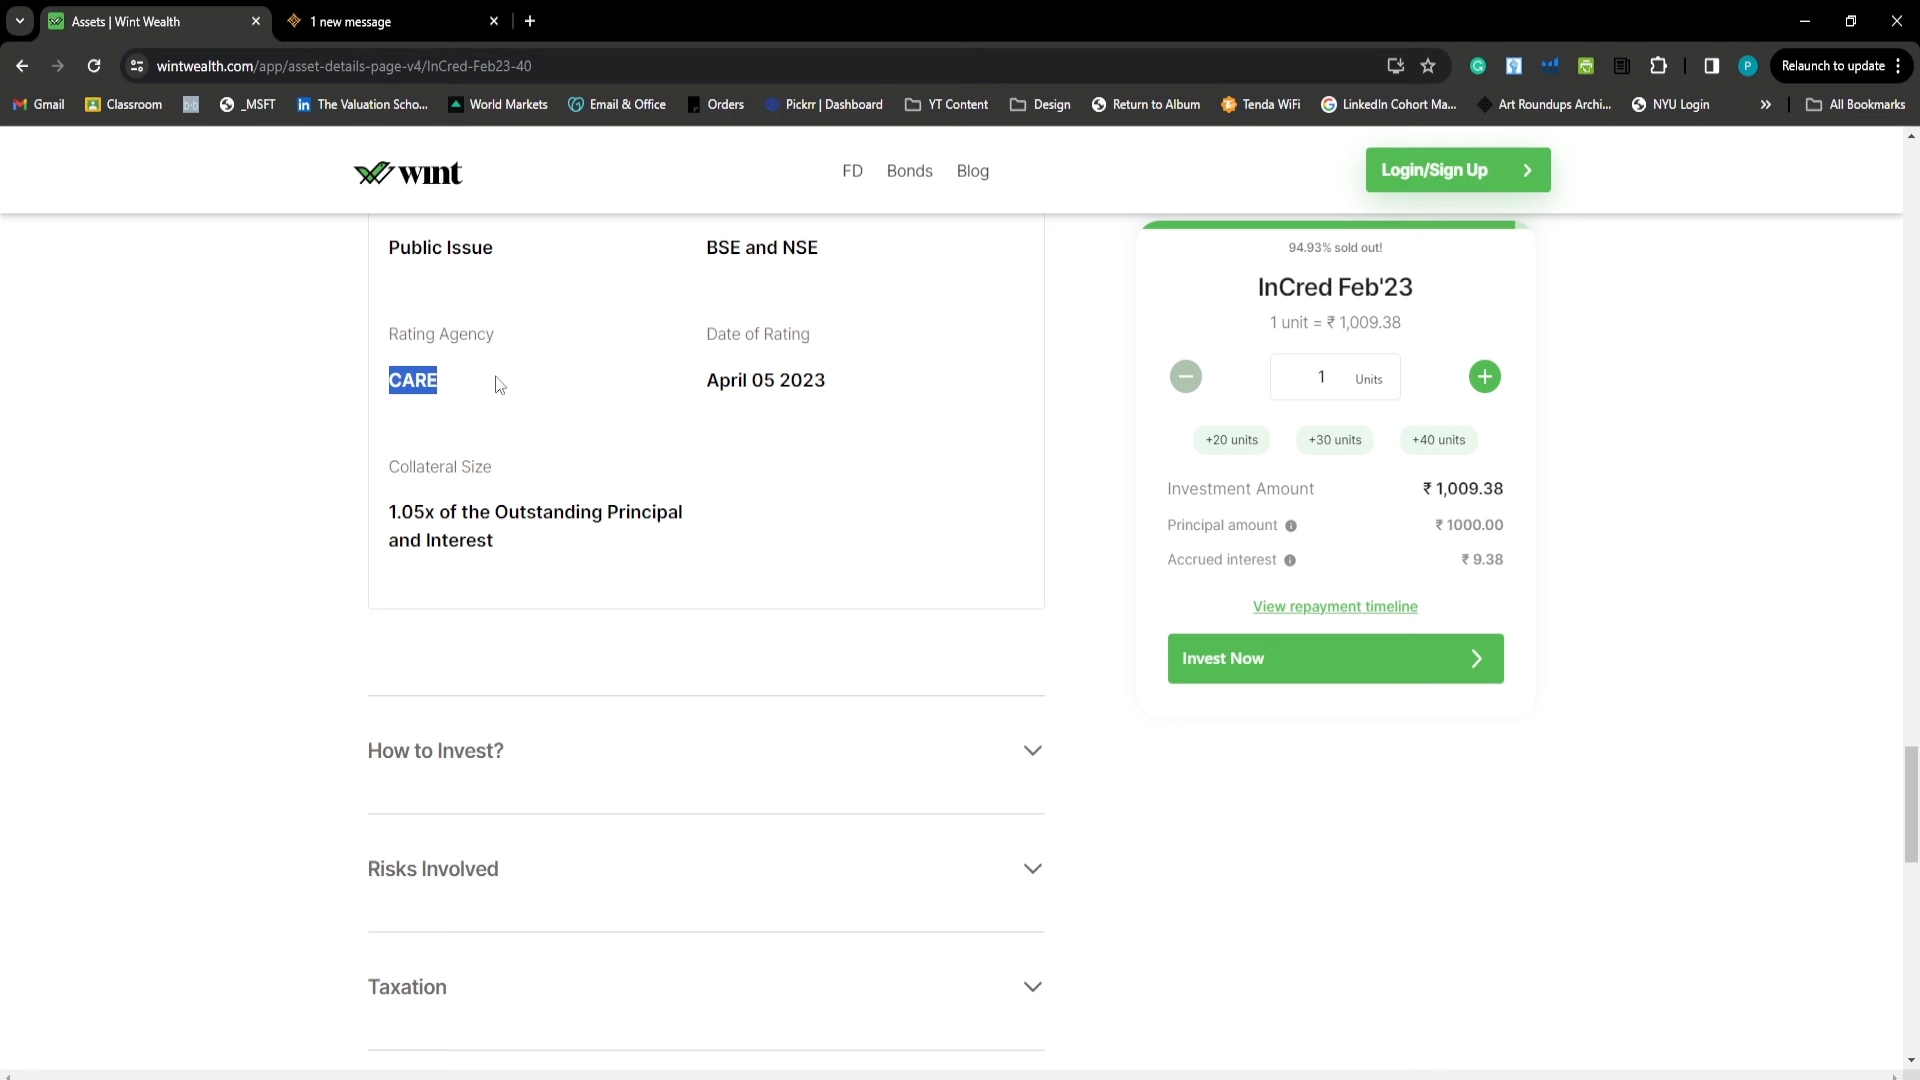 Assets | Wint Wealth
1 new message
wintwealth.com/app/asset-details-page-v4/InCred-Feb23-40
Relaunch to update
Gmail
Classroom
_MSFT
The Valuation Scho...
World Markets
Email & Office
Orders
Pickrr | Dashboard
YT Content
Design
Return to Album
Tenda WiFi
LinkedIn Cohort Ma...
Art Roundups Archi...
NYU Login
»
All Bookmarks
wint
FD Bonds Blog
Login/Sign Up
Public Issue
BSE and NSE
Rating Agency
Date of Rating
CARE
April 05 2023
Collateral Size
1.05x of the Outstanding Principal
and Interest
94.93% sold out!
InCred Feb'23
1 unit = ₹ 1,009.38
1 Units
+20 units
+30 units
+40 units
Investment Amount ₹ 1,009.38
Principal amount ₹ 1000.00
Accrued interest ₹ 9.38
View repayment timeline
Invest Now
How to Invest?
Risks Involved
Taxation